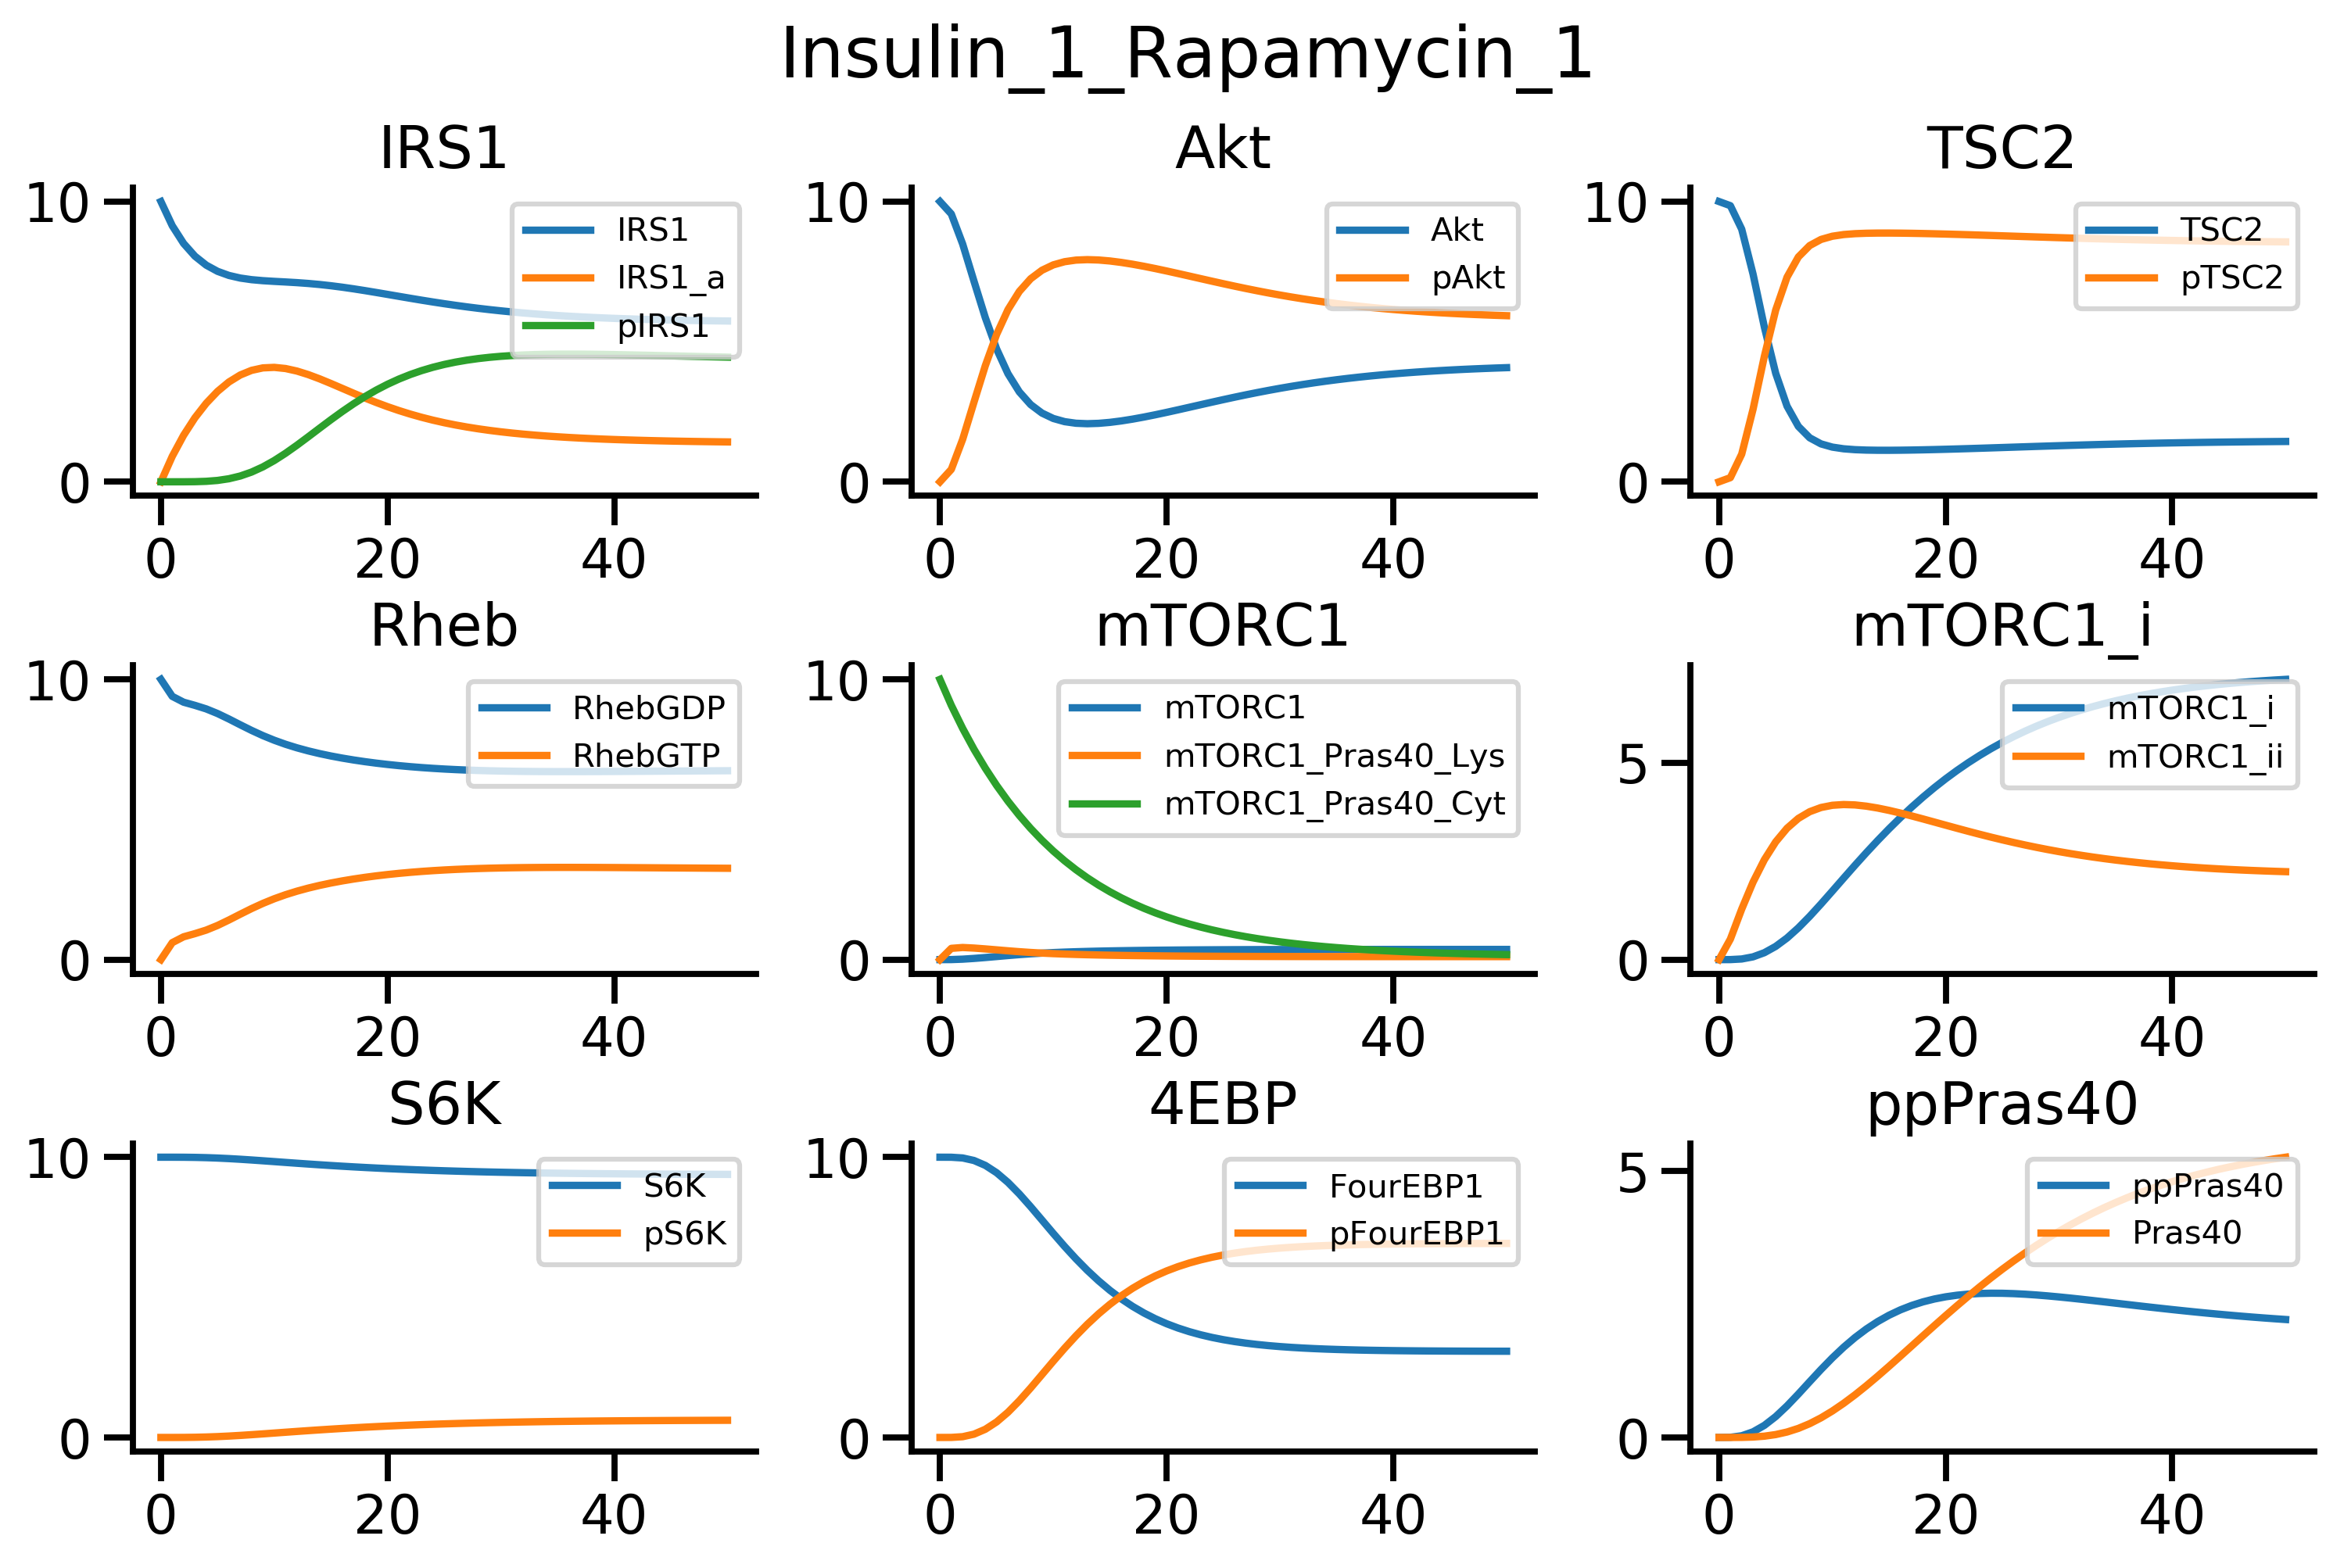 Insulin_1_Rapamycin_1
IRS1
10
0
0 20 40
IRS1
IRS1_a
pIRS1
Akt
10
0
0 20 40
Akt
pAkt
TSC2
10
0
0 20 40
TSC2
pTSC2
Rheb
10
0
0 20 40
RhebGDP
RhebGTP
mTORC1
10
0
0 20 40
mTORC1
mTORC1_Pras40_Lys
mTORC1_Pras40_Cyt
mTORC1_i
5
0
0 20 40
mTORC1_i
mTORC1_ii
S6K
10
0
0 20 40
S6K
pS6K
4EBP
10
0
0 20 40
FourEBP1
pFourEBP1
ppPras40
5
0
0 20 40
ppPras40
Pras40